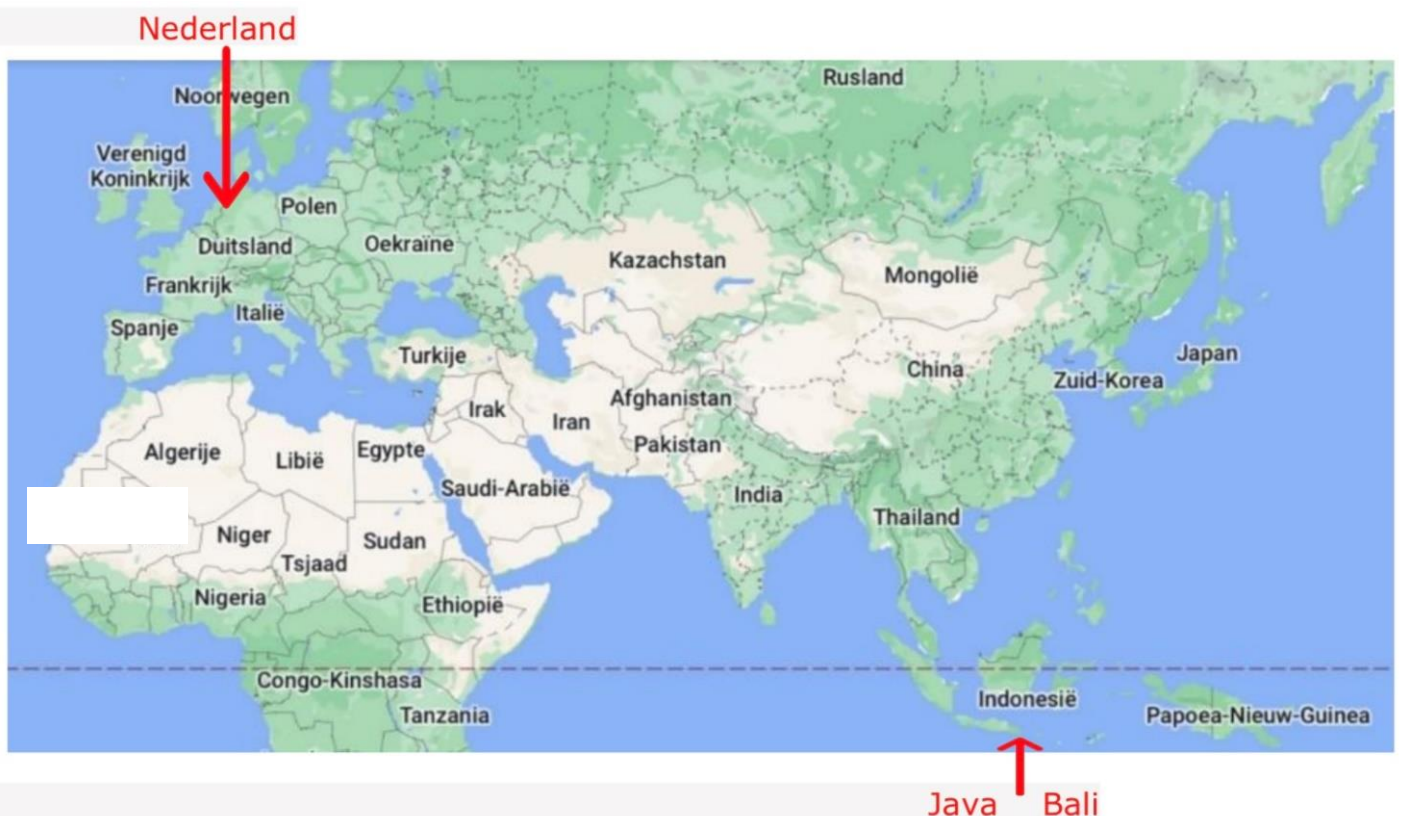 Nederland
Rusland
Noorwegen
Verenigd
Koninkrijk
Polen
Duitsland
Oekraïne
Kazachstan
Mongolië
Frankrijk
Italië
Spanje
Turkije
Japan
China
Zuid-Korea
Afghanistan
Irak
Iran
Pakistan
Algerije
Libië
Egypte
Saudi-Arabië
India
Thailand
Niger
Sudan
Tsjaad
Nigeria
Ethiopië
Congo-Kinshasa
Indonesië
Tanzania
Papoea-Nieuw-Guinea
Java Bali